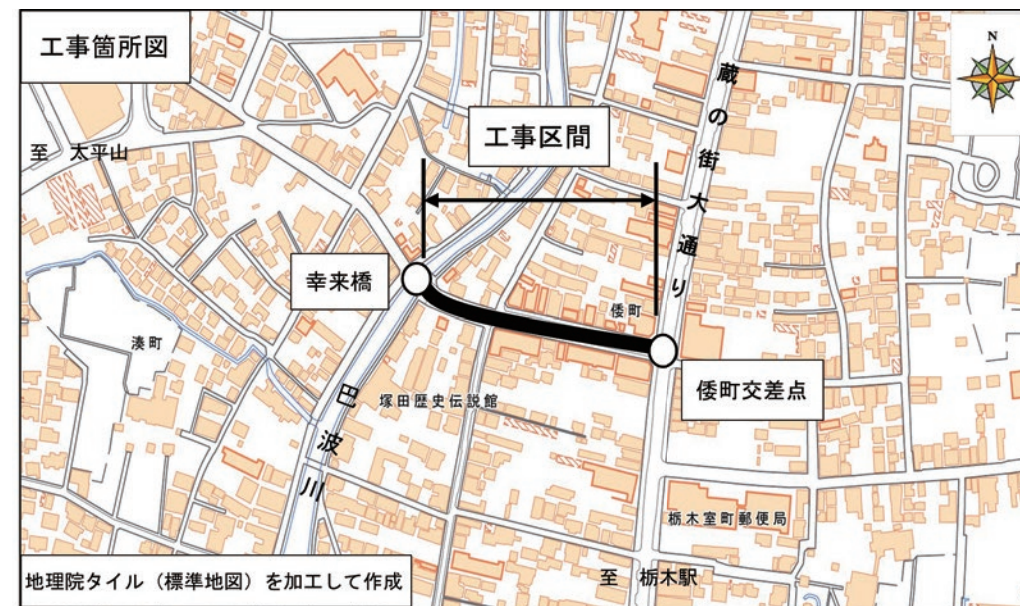 工事箇所図
N
蔵の街大通り
工事区間
至 太平山
幸来橋
倭町
湊町
倭町交差点
塚田歴史伝説館
巴波川
栃木室町郵便局
至 栃木駅
地理院タイル（標準地図）を加工して作成